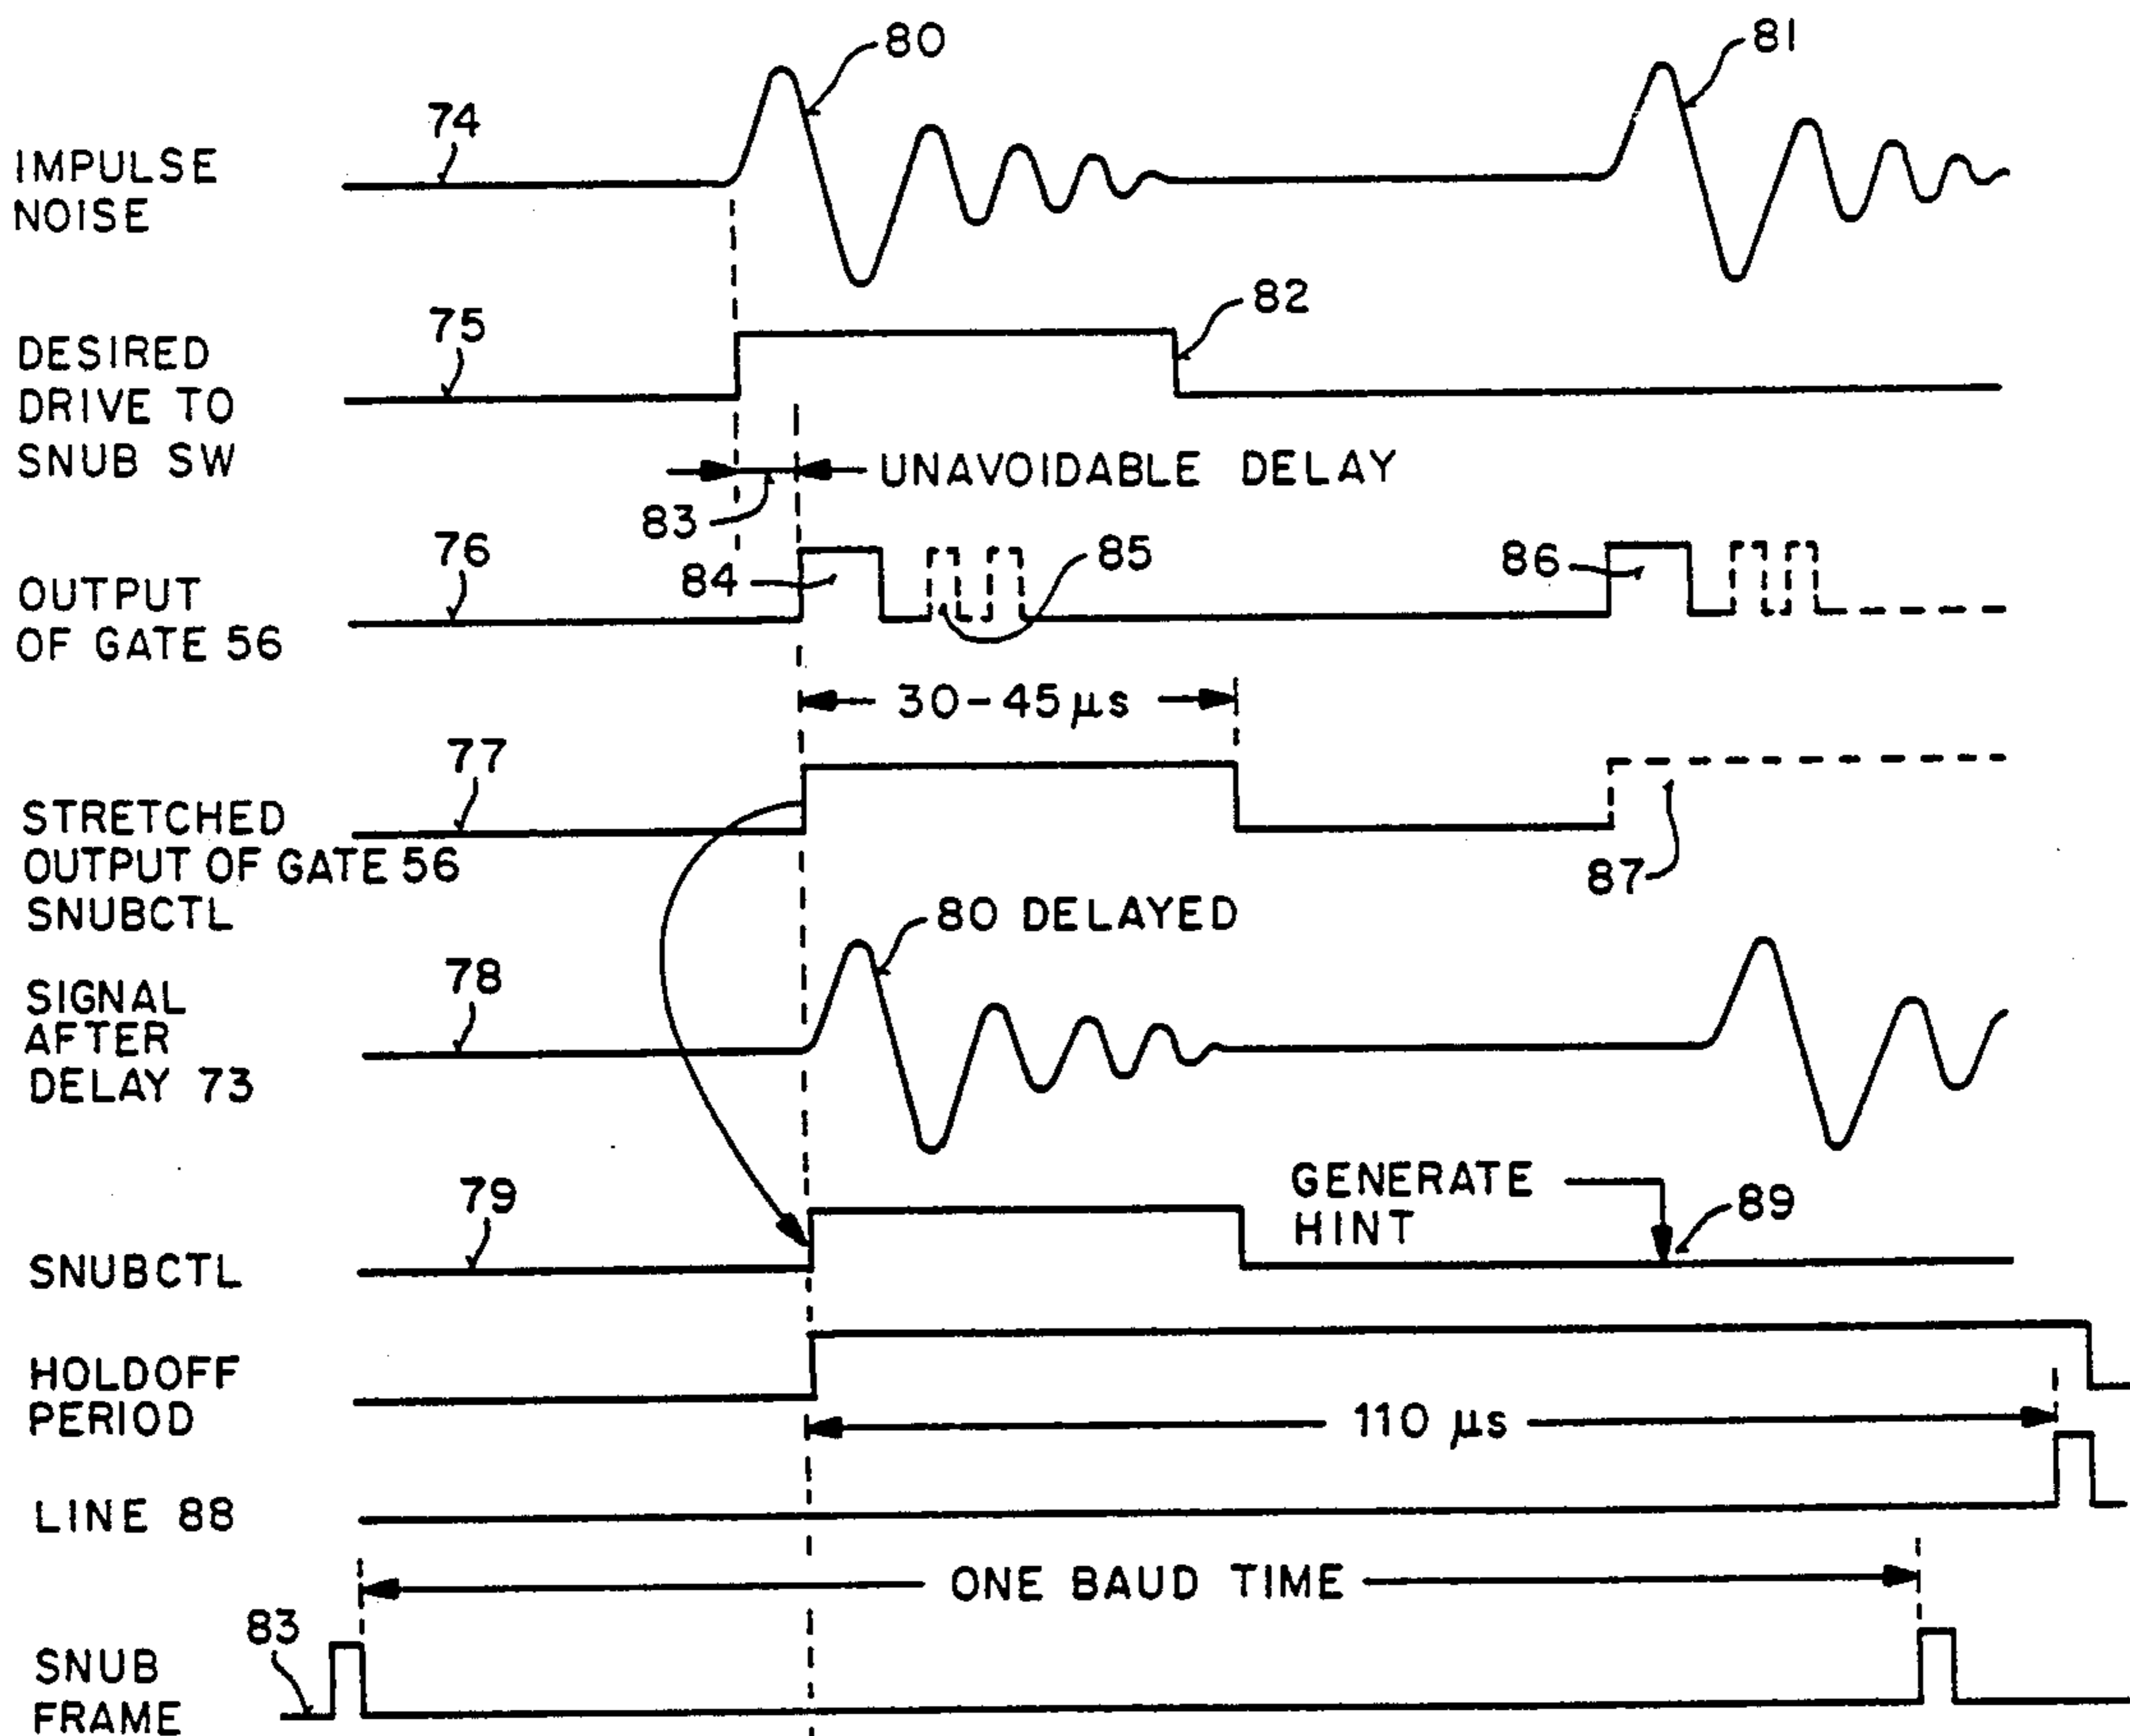 80
81
74
IMPULSE
NOISE
82
75
DESIRED
DRIVE TO
SNUB SW
UNAVOIDABLE DELAY
83
76
84
85
86
OUTPUT
OF GATE 56
30-45 µs
77
STRETCHED
OUTPUT OF GATE 56
SNUBCTL
87
80 DELAYED
78
SIGNAL
AFTER
DELAY 73
GENERATE
HINT
79
89
SNUBCTL
HOLDOFF
PERIOD
110 µs
LINE 88
ONE BAUD TIME
83
SNUB
FRAME